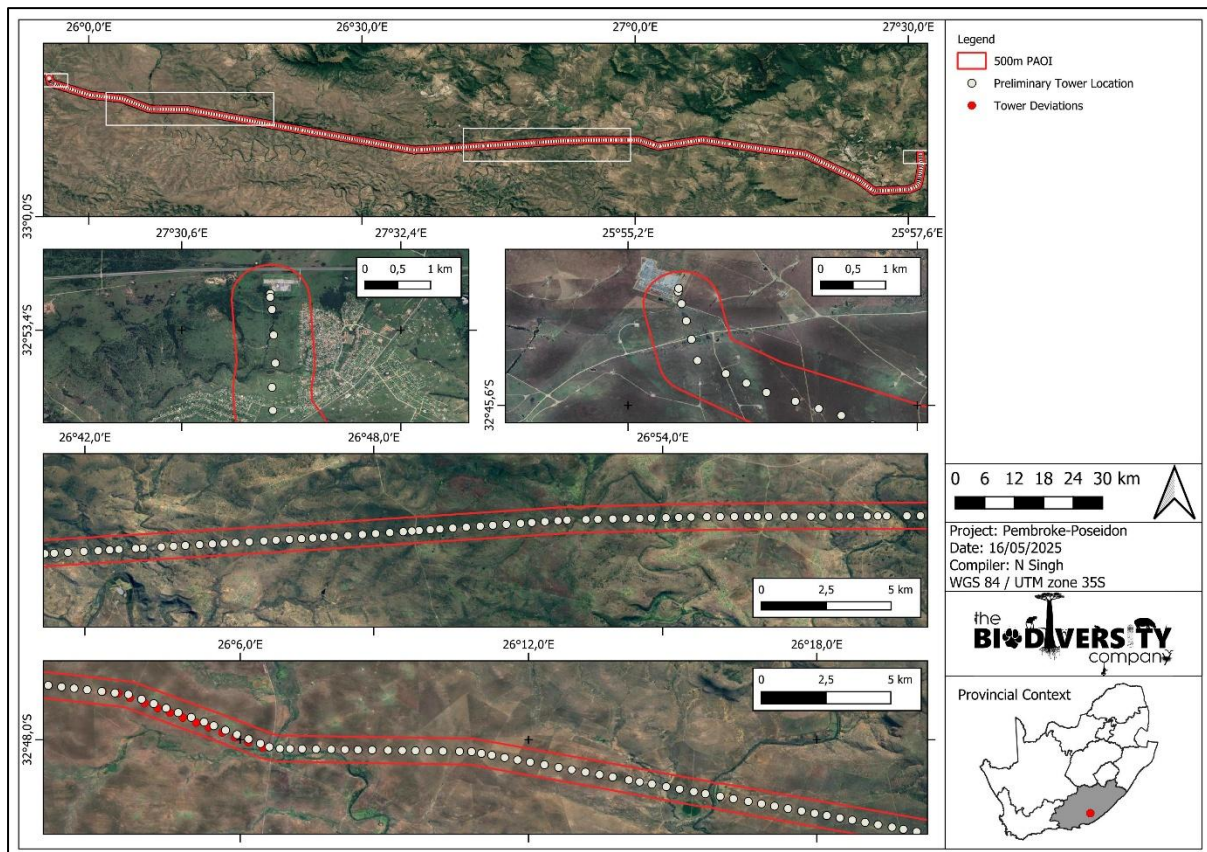 26°0,0'E 26°30,0'E 27°0,0'E 27°30,0'E
33°0,0'S
27°30,6'E 27°32,4'E 25°55,2'E 25°57,6'E
0 0,5 1 km
0 0,5 1 km
32°53,4'S
32°45,6'S
26°42,0'E 26°48,0'E 26°54,0'E
0 2,5 5 km
26°6,0'E 26°12,0'E 26°18,0'E
0 2,5 5 km
32°48,0'S
Legend
500m PAOI
Preliminary Tower Location
Tower Deviations
0 6 12 18 24 30 km
Project: Pembroke-Poseidon
Date: 16/05/2025
Compiler: N Singh
WGS 84 / UTM zone 35S
the
BIODIVERSITY
company
Provincial Context